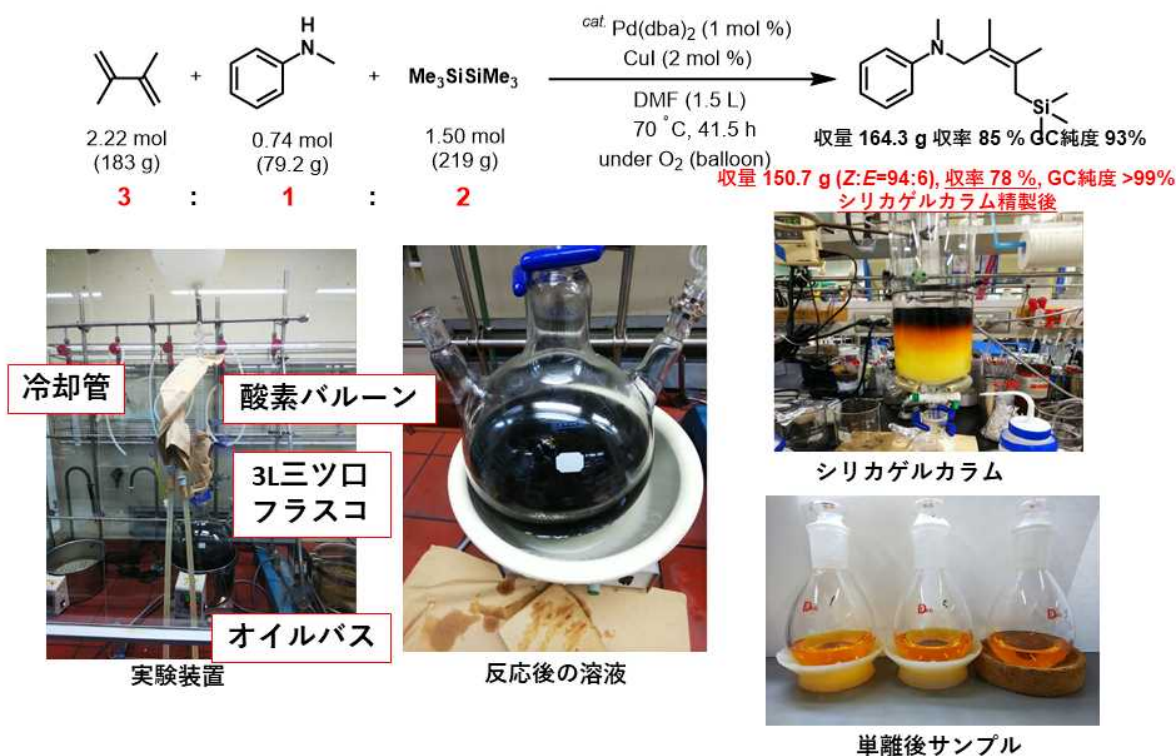 H
N
N
Si
+
+
Me₃SiSiMe₃
cat. Pd(dba)₂ (1 mol %)
CuI (2 mol %)
DMF (1.5 L)
70 ˚C, 41.5 h
under O₂ (balloon)
2.22 mol
(183 g)
0.74 mol
(79.2 g)
1.50 mol
(219 g)
3 : 1 : 2
収量 164.3 g 収率 85 % GC純度 93%
収量 150.7 g (Z:E=94:6), 収率 78 %, GC純度 >99%
シリカゲルカラム精製後
冷却管
酸素バルーン
3L三ツ口
フラスコ
オイルバス
実験装置
反応後の溶液
シリカゲルカラム
単離後サンプル